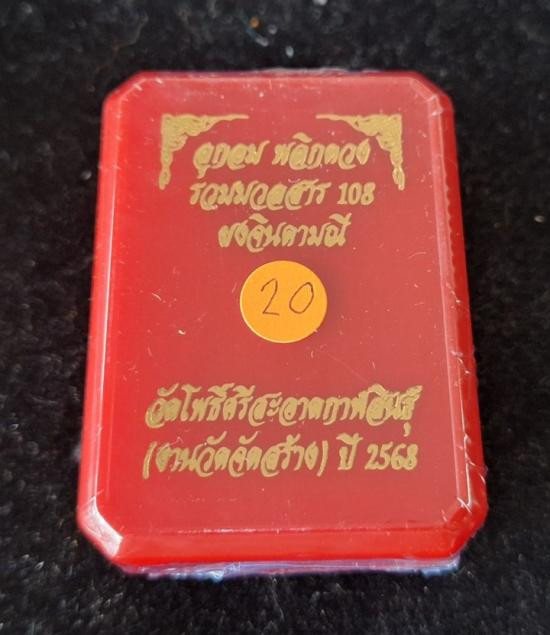 อุกอม พลิกดวง
รวมมวลสาร 108
ผงจินดามณี
20
วัดโพธิ์ศรีสะอาดกาฬสินธุ์
(งานวัดจัดสร้าง) ปี 2568